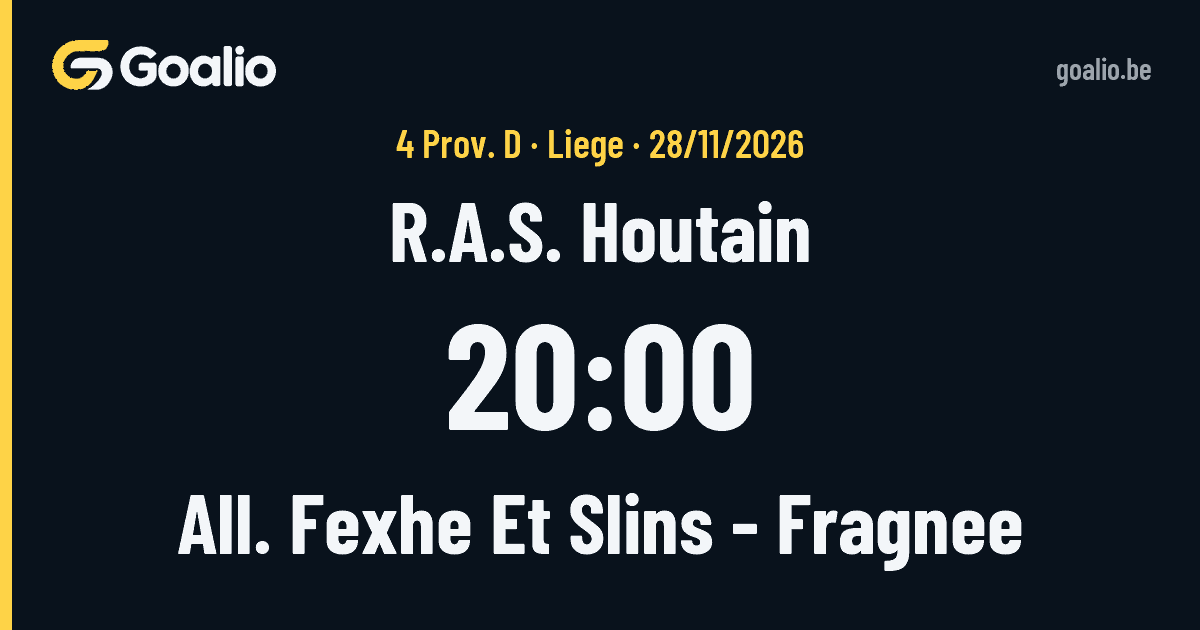 Goalio
goalio.be
4 Prov. D · Liege · 28/11/2026
R.A.S. Houtain
20:00
All. Fexhe Et Slins - Fragnee